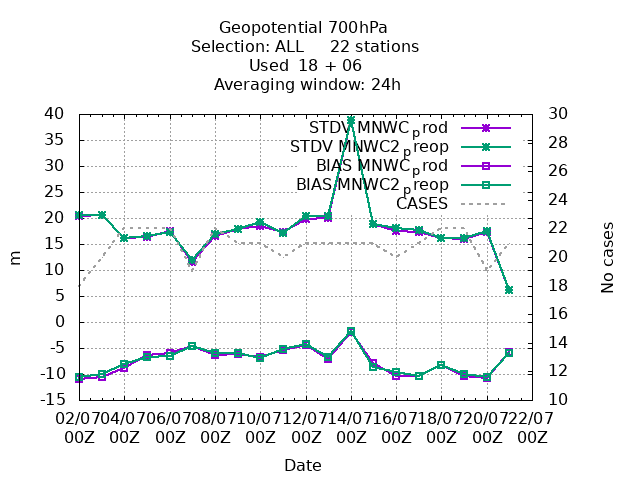 Geopotential 700hPa
Selection: ALL     22 stations
Used  18 + 06
Averaging window: 24h
40
35
30
25
20
15
10
5
0
-5
-10
-15
m
30
28
26
24
22
20
18
16
14
12
10
No cases
STDV MNWC_prod
STDV MNWC2_preop
BIAS MNWC_prod
BIAS MNWC2_preop
CASES
02/07 04/07 06/07 08/07 10/07 12/07 14/07 16/07 18/07 20/07 22/07
00Z 00Z 00Z 00Z 00Z 00Z 00Z 00Z 00Z 00Z 00Z
Date